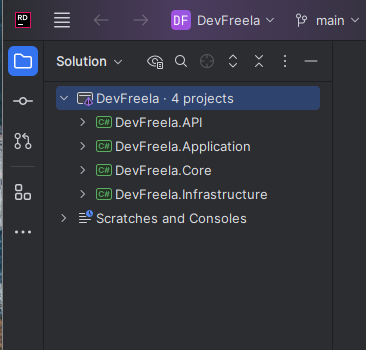 RD
DF DevFreela main
Solution
DevFreela · 4 projects
C# DevFreela.API
C# DevFreela.Application
C# DevFreela.Core
C# DevFreela.Infrastructure
Scratches and Consoles